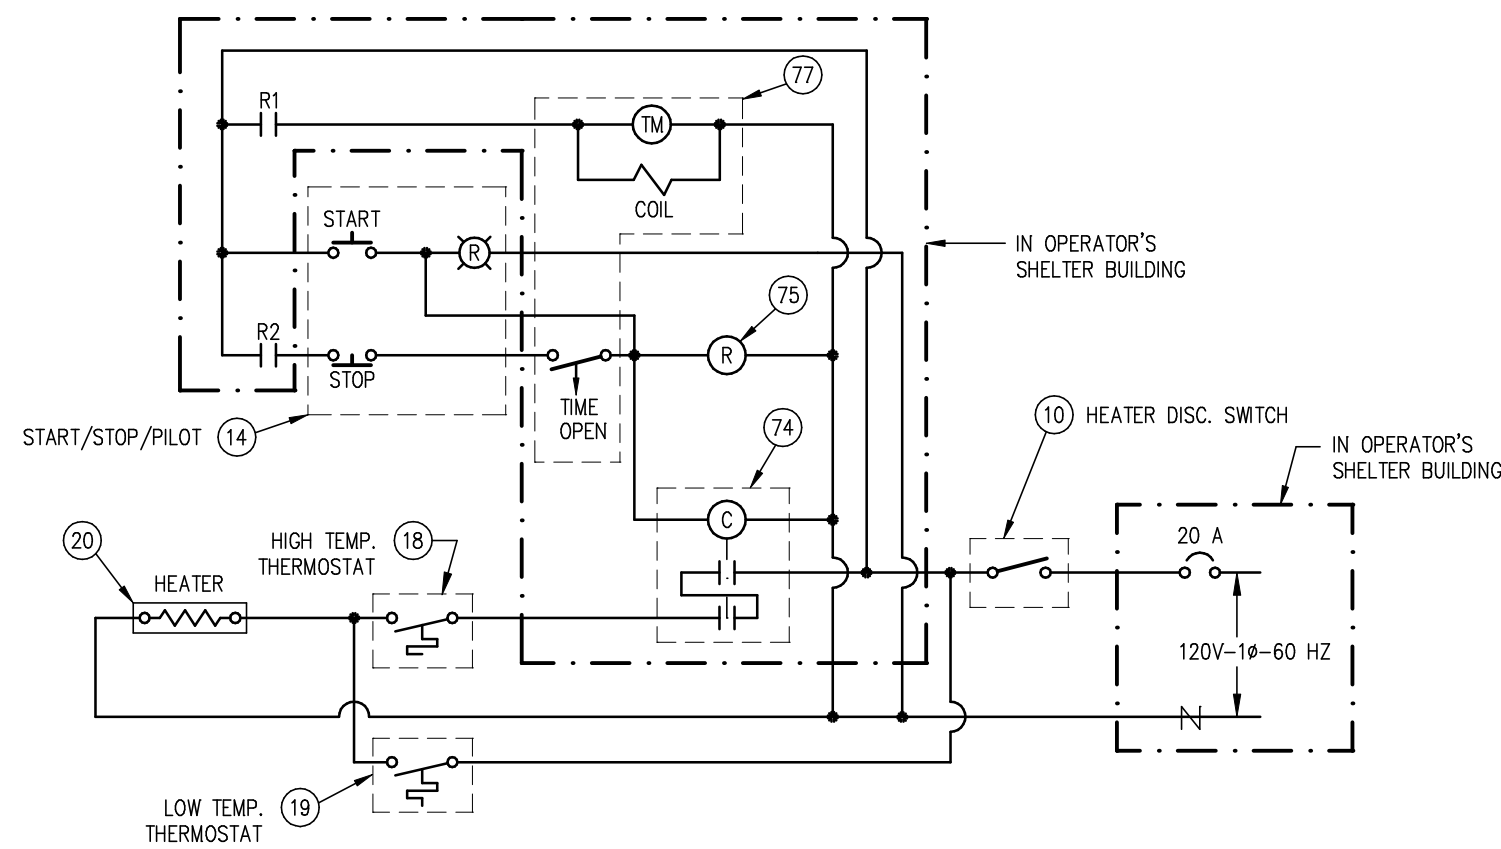 77
R1
TM
COIL
START
R
IN OPERATOR'S
SHELTER BUILDING
75
R2
R
STOP
TIME
OPEN
START/STOP/PILOT
14
74
10
HEATER DISC. SWITCH
IN OPERATOR'S
SHELTER BUILDING
C
20 A
20
HIGH TEMP.
THERMOSTAT
18
HEATER
120V-1ø-60 HZ
N
LOW TEMP.
THERMOSTAT
19